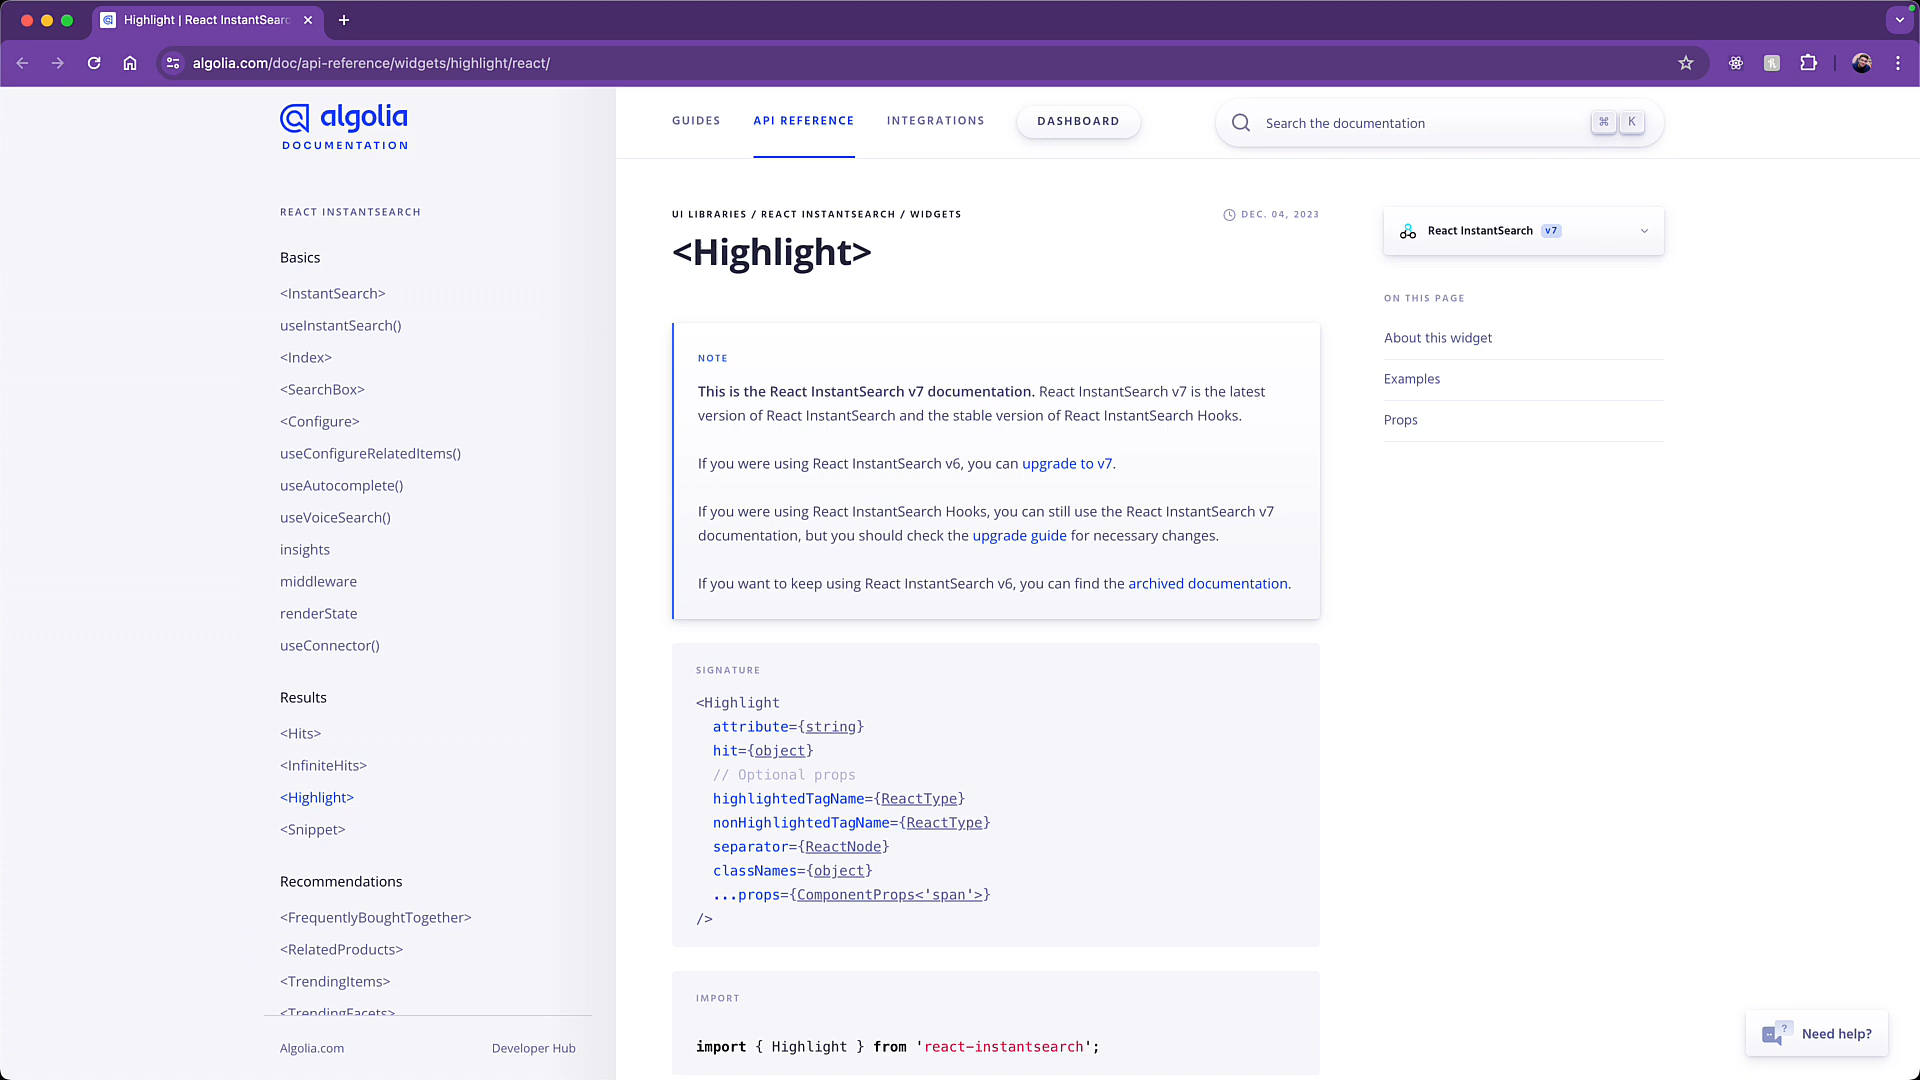 Highlight | React InstantSearc
algolia.com/doc/api-reference/widgets/highlight/react/
algolia
DOCUMENTATION
GUIDES
API REFERENCE
INTEGRATIONS
DASHBOARD
Search the documentation
⌘
K
REACT INSTANTSEARCH
Basics
<InstantSearch>
useInstantSearch()
<Index>
<SearchBox>
<Configure>
useConfigureRelatedItems()
useAutocomplete()
useVoiceSearch()
insights
middleware
renderState
useConnector()
Results
<Hits>
<InfiniteHits>
<Highlight>
<Snippet>
Recommendations
<FrequentlyBoughtTogether>
<RelatedProducts>
<TrendingItems>
<TrendingFacets>
Algolia.com
Developer Hub
UI LIBRARIES / REACT INSTANTSEARCH / WIDGETS
DEC. 04, 2023
<Highlight>
NOTE
This is the React InstantSearch v7 documentation. React InstantSearch v7 is the latest
version of React InstantSearch and the stable version of React InstantSearch Hooks.
If you were using React InstantSearch v6, you can upgrade to v7.
If you were using React InstantSearch Hooks, you can still use the React InstantSearch v7
documentation, but you should check the upgrade guide for necessary changes.
If you want to keep using React InstantSearch v6, you can find the archived documentation.
SIGNATURE
<Highlight
attribute={string}
hit={object}
// Optional props
highlightedTagName={ReactType}
nonHighlightedTagName={ReactType}
separator={ReactNode}
classNames={object}
...props={ComponentProps<'span'>}
/>
IMPORT
import { Highlight } from 'react-instantsearch';
React InstantSearch v7
ON THIS PAGE
About this widget
Examples
Props
Need help?